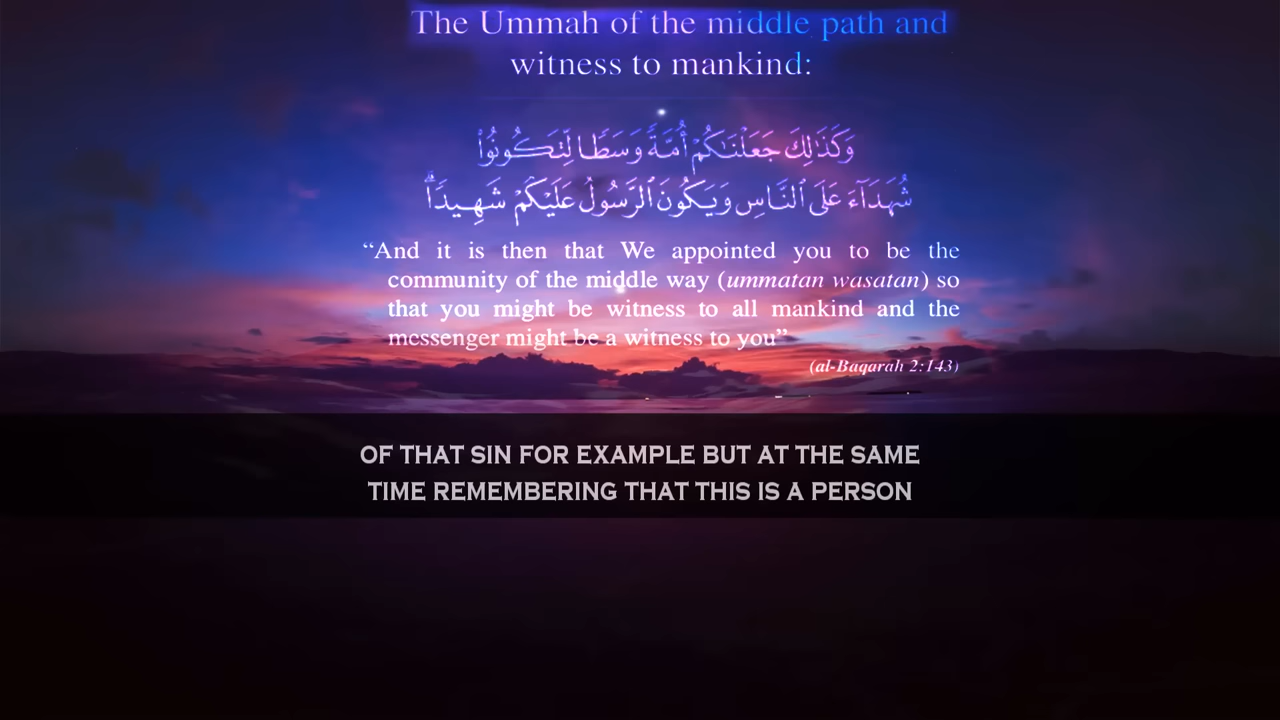 The Ummah of the middle path and
witness to mankind:
وَكَذَٰلِكَ جَعَلْنَـٰكُمْ أُمَّةً وَسَطًا لِّتَكُونُوا۟
شُهَدَآءَ عَلَى ٱلنَّاسِ وَيَكُونَ ٱلرَّسُولُ عَلَيْكُمْ شَهِيدًاۗ
“And it is then that We appointed you to be the
community of the middle way (ummatan wasatan) so
that you might be witness to all mankind and the
messenger might be a witness to you”
(al-Baqarah 2:143)
OF THAT SIN FOR EXAMPLE BUT AT THE SAME
TIME REMEMBERING THAT THIS IS A PERSON